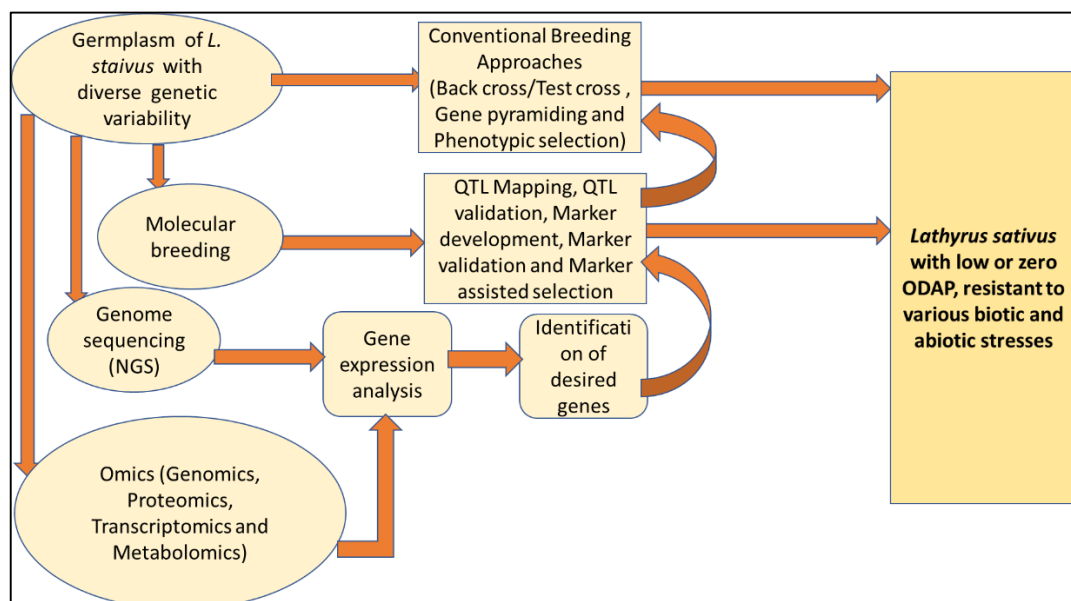 Germplasm of L.
staivus with
diverse genetic
variability
Conventional Breeding
Approaches
(Back cross/Test cross ,
Gene pyramiding and
Phenotypic selection)
Molecular
breeding
QTL Mapping, QTL
validation, Marker
development, Marker
validation and Marker
assisted selection
Genome
sequencing
(NGS)
Gene
expression
analysis
Identificati
on of
desired
genes
Omics (Genomics,
Proteomics,
Transcriptomics and
Metabolomics)
Lathyrus sativus
with low or zero
ODAP, resistant to
various biotic and
abiotic stresses